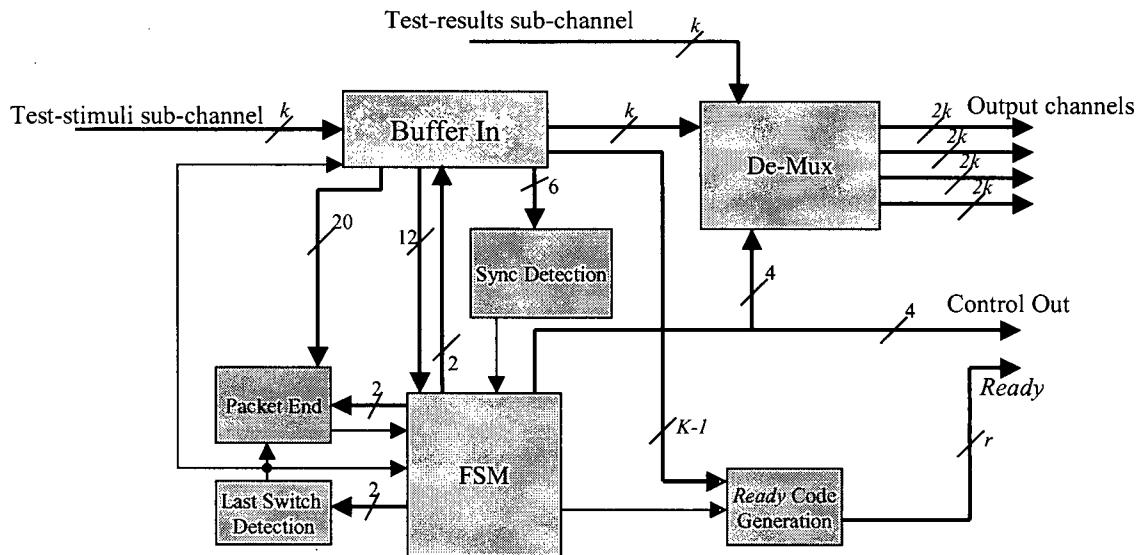 Test-results sub-channel
k
Test-stimuli sub-channel
k
Buffer In
k
De-Mux
Output channels
2k
2k
2k
2k
6
20
12
Sync Detection
4
4
Control Out
2
Ready
Packet End
2
K-1
r
FSM
Last Switch
Detection
2
Ready Code
Generation